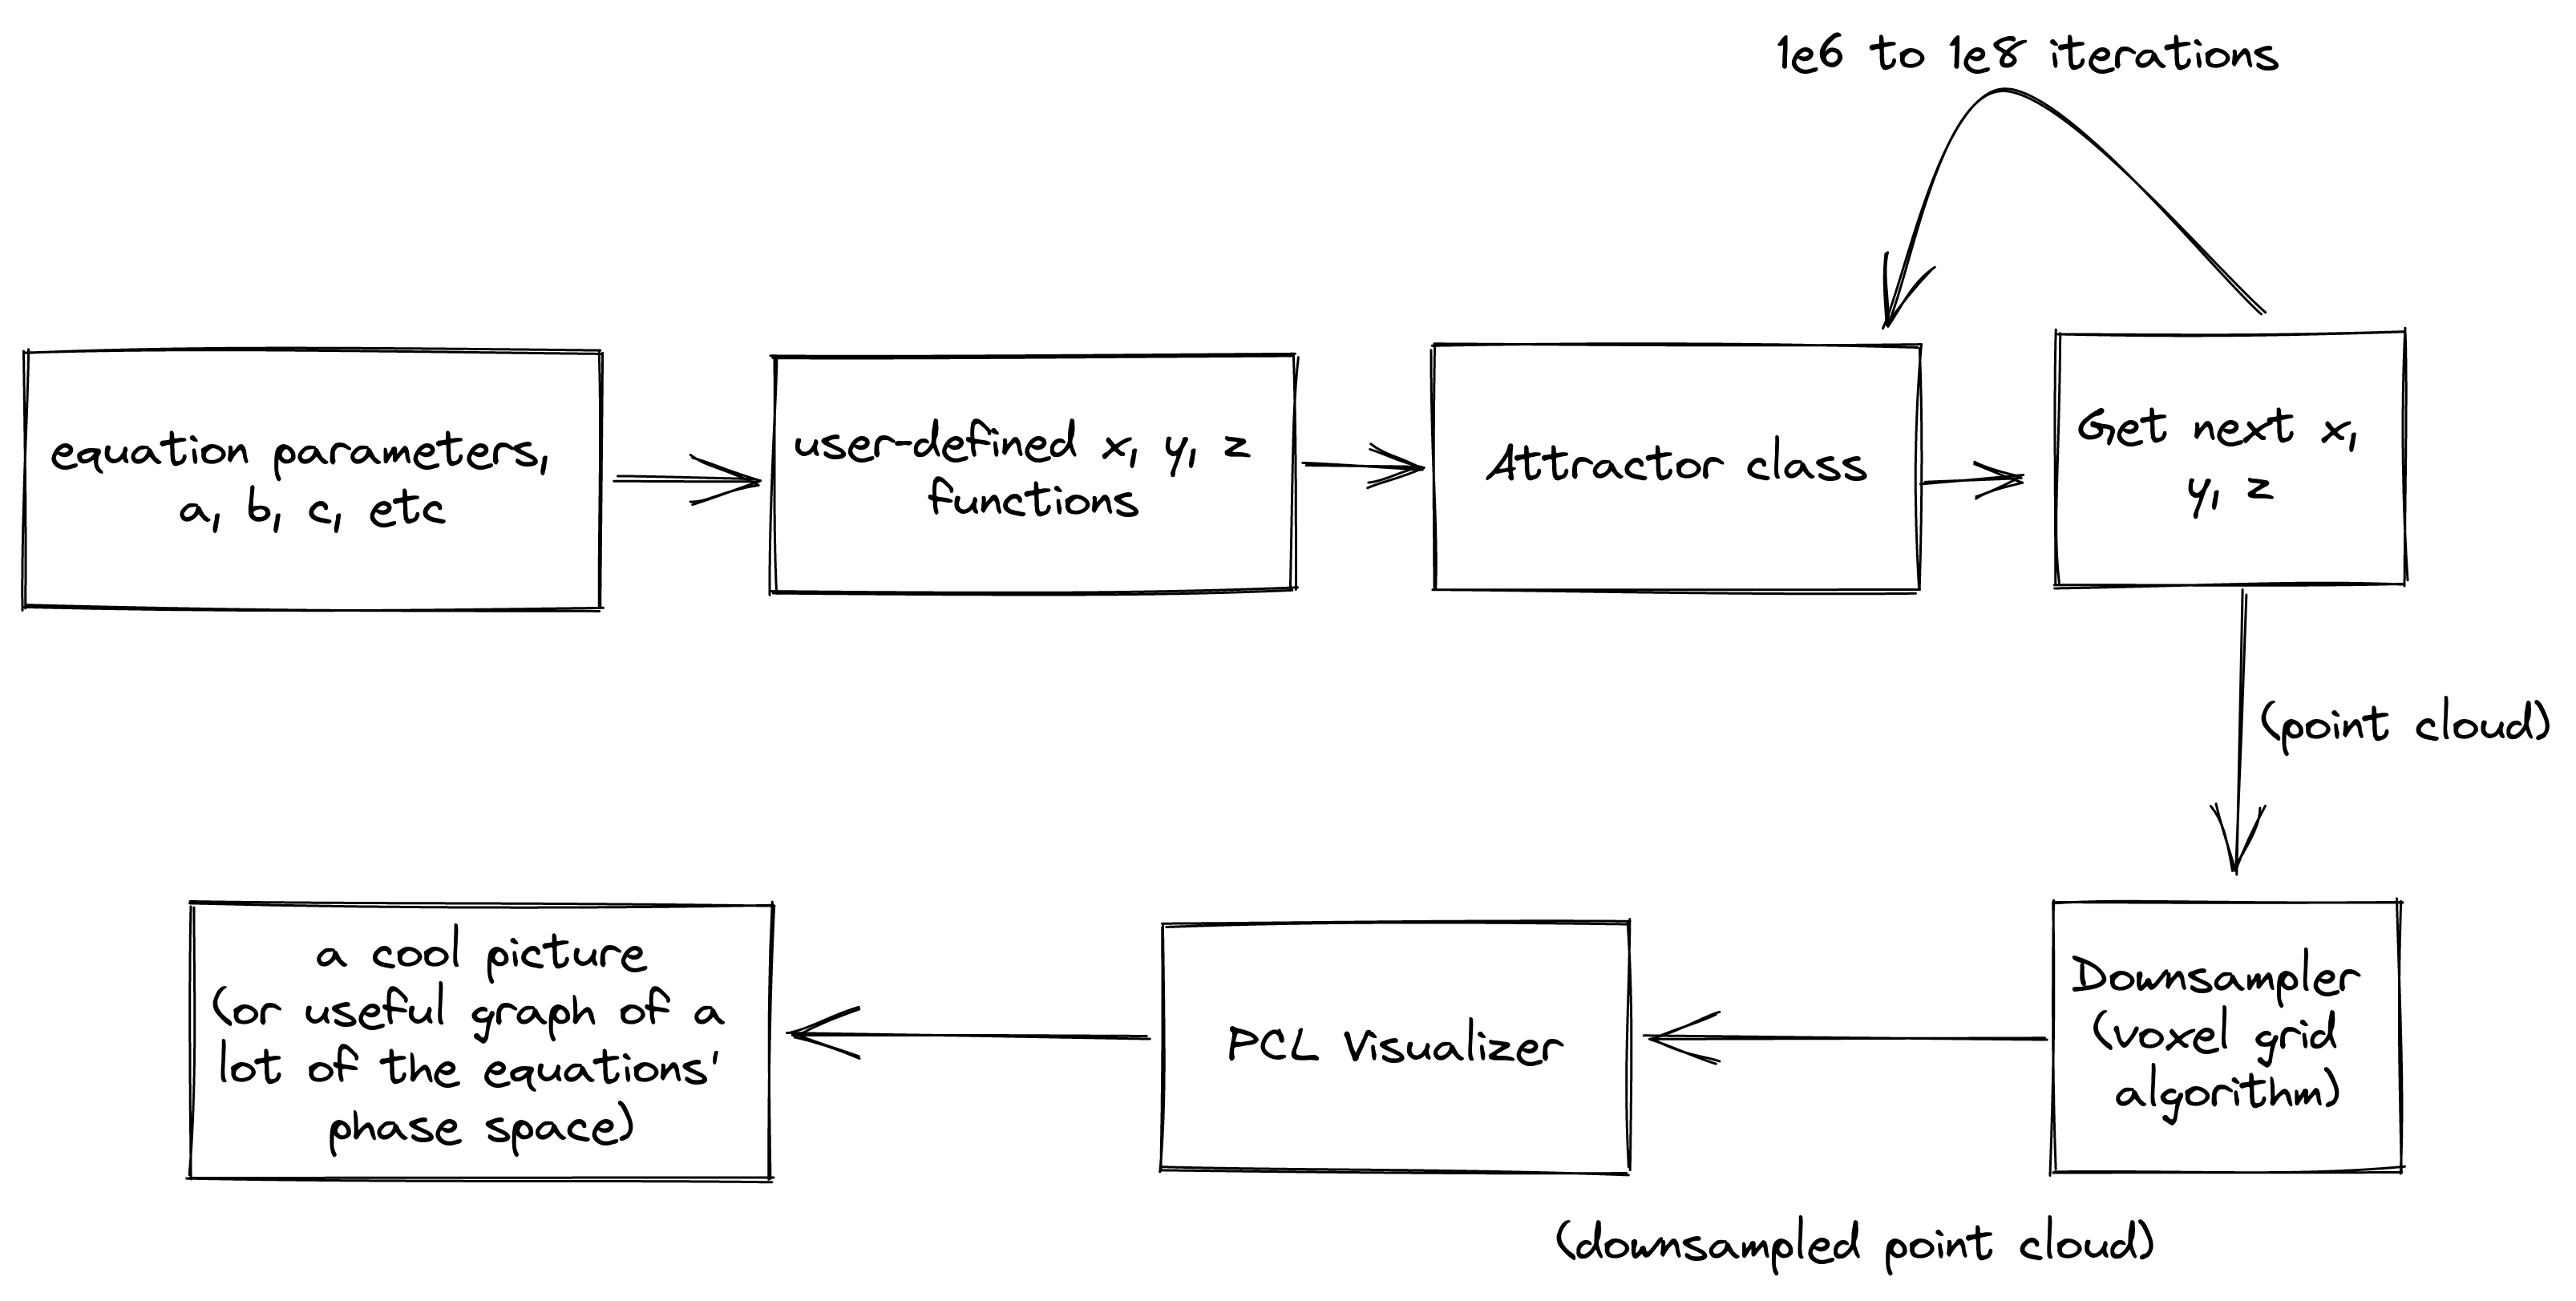 1e6 to 1e8 iterations
equation parameters,
a, b, c, etc
user-defined x, y, z
functions
Attractor class
Get next x,
y, z
(point cloud)
Downsampler
(voxel grid
algorithm)
(downsampled point cloud)
PCL Visualizer
a cool picture
(or useful graph of a
lot of the equations'
phase space)